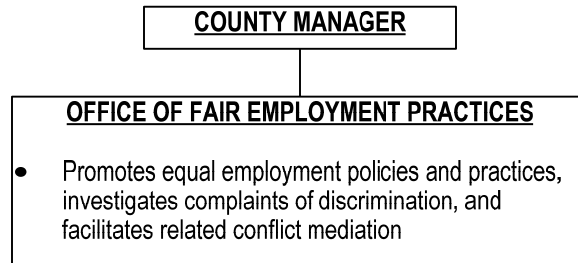 COUNTY MANAGER
OFFICE OF FAIR EMPLOYMENT PRACTICES
• Promotes equal employment policies and practices,
investigates complaints of discrimination, and
facilitates related conflict mediation